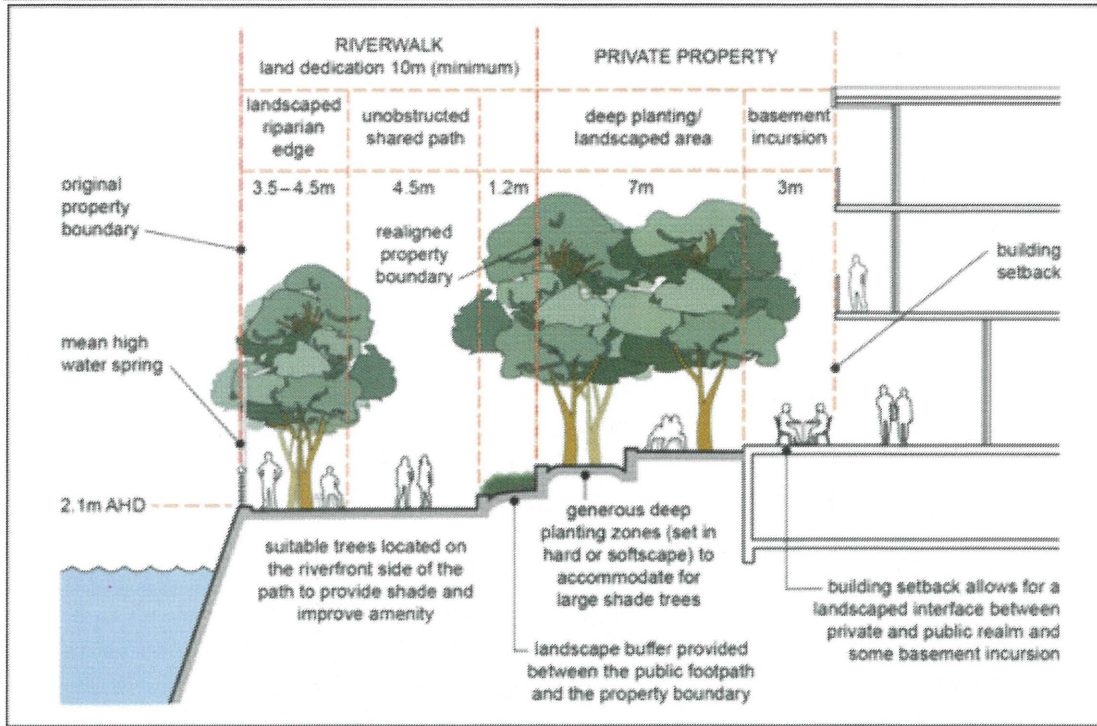 RIVERWALK
land dedication 10m (minimum)
PRIVATE PROPERTY
landscaped
riparian
edge
unobstructed
shared path
deep planting/
landscaped area
basement
incursion
3.5–4.5m
4.5m
1.2m
7m
3m
original
property
boundary
realigned
property
boundary
building
setback
mean high
water spring
2.1m AHD
suitable trees located on
the riverfront side of the
path to provide shade and
improve amenity
generous deep
planting zones (set in
hard or softscape) to
accommodate for
large shade trees
landscape buffer provided
between the public footpath
and the property boundary
building setback allows for a
landscaped interface between
private and public realm and
some basement incursion